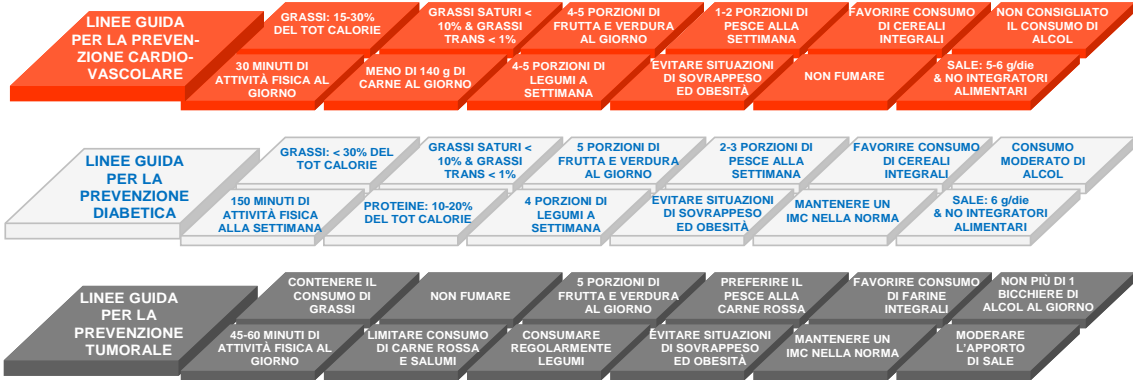 LINEE GUIDA
PER LA PREVEN-
ZIONE CARDIO-
VASCOLARE
GRASSI: 15-30%
DEL TOT CALORIE
GRASSI SATURI <
10% & GRASSI
TRANS < 1%
4-5 PORZIONI DI
FRUTTA E VERDURA
AL GIORNO
1-2 PORZIONI DI
PESCE ALLA
SETTIMANA
FAVORIRE CONSUMO
DI CEREALI
INTEGRALI
NON CONSIGLIATO
IL CONSUMO DI
ALCOL
30 MINUTI DI
ATTIVITÀ FISICA AL
GIORNO
MENO DI 140 g DI
CARNE AL GIORNO
4-5 PORZIONI DI
LEGUMI A
SETTIMANA
EVITARE SITUAZIONI
DI SOVRAPPESO
ED OBESITÀ
NON FUMARE
SALE: 5-6 g/die
& NO INTEGRATORI
ALIMENTARI
LINEE GUIDA
PER LA
PREVENZIONE
DIABETICA
GRASSI: < 30% DEL
TOT CALORIE
GRASSI SATURI <
10% & GRASSI
TRANS < 1%
5 PORZIONI DI
FRUTTA E VERDURA
AL GIORNO
2-3 PORZIONI DI
PESCE ALLA
SETTIMANA
FAVORIRE CONSUMO
DI CEREALI
INTEGRALI
CONSUMO
MODERATO DI
ALCOL
150 MINUTI DI
ATTIVITÀ FISICA
ALLA SETTIMANA
PROTEINE: 10-20%
DEL TOT CALORIE
4 PORZIONI DI
LEGUMI A
SETTIMANA
EVITARE SITUAZIONI
DI SOVRAPPESO
ED OBESITÀ
MANTENERE UN
IMC NELLA NORMA
SALE: 6 g/die
& NO INTEGRATORI
ALIMENTARI
LINEE GUIDA
PER LA
PREVENZIONE
TUMORALE
CONTENERE IL
CONSUMO DI
GRASSI
NON FUMARE
5 PORZIONI DI
FRUTTA E VERDURA
AL GIORNO
PREFERIRE IL
PESCE ALLA
CARNE ROSSA
FAVORIRE CONSUMO
DI FARINE
INTEGRALI
NON PIÙ DI 1
BICCHIERE DI
ALCOL AL GIORNO
45-60 MINUTI DI
ATTIVITÀ FISICA AL
GIORNO
LIMITARE CONSUMO
DI CARNE ROSSA
E SALUMI
CONSUMARE
REGOLARMENTE
LEGUMI
EVITARE SITUAZIONI
DI SOVRAPPESO
ED OBESITÀ
MANTENERE UN
IMC NELLA NORMA
MODERARE
L'APPORTO
DI SALE